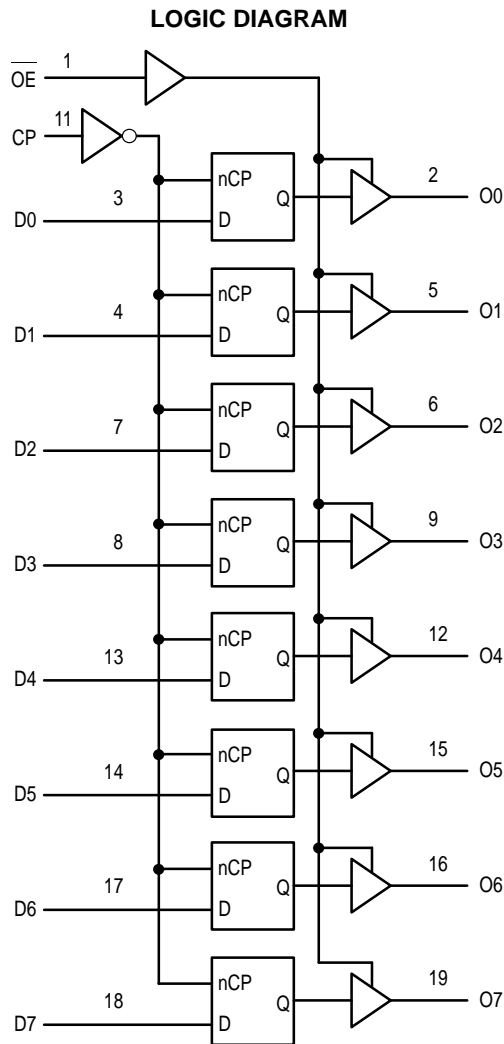 LOGIC DIAGRAM
OE 1
CP 11
nCP
D0 3 D Q 2 O0
nCP
D1 4 D Q 5 O1
nCP
D2 7 D Q 6 O2
nCP
D3 8 D Q 9 O3
nCP
D4 13 D Q 12 O4
nCP
D5 14 D Q 15 O5
nCP
D6 17 D Q 16 O6
nCP
D7 18 D Q 19 O7